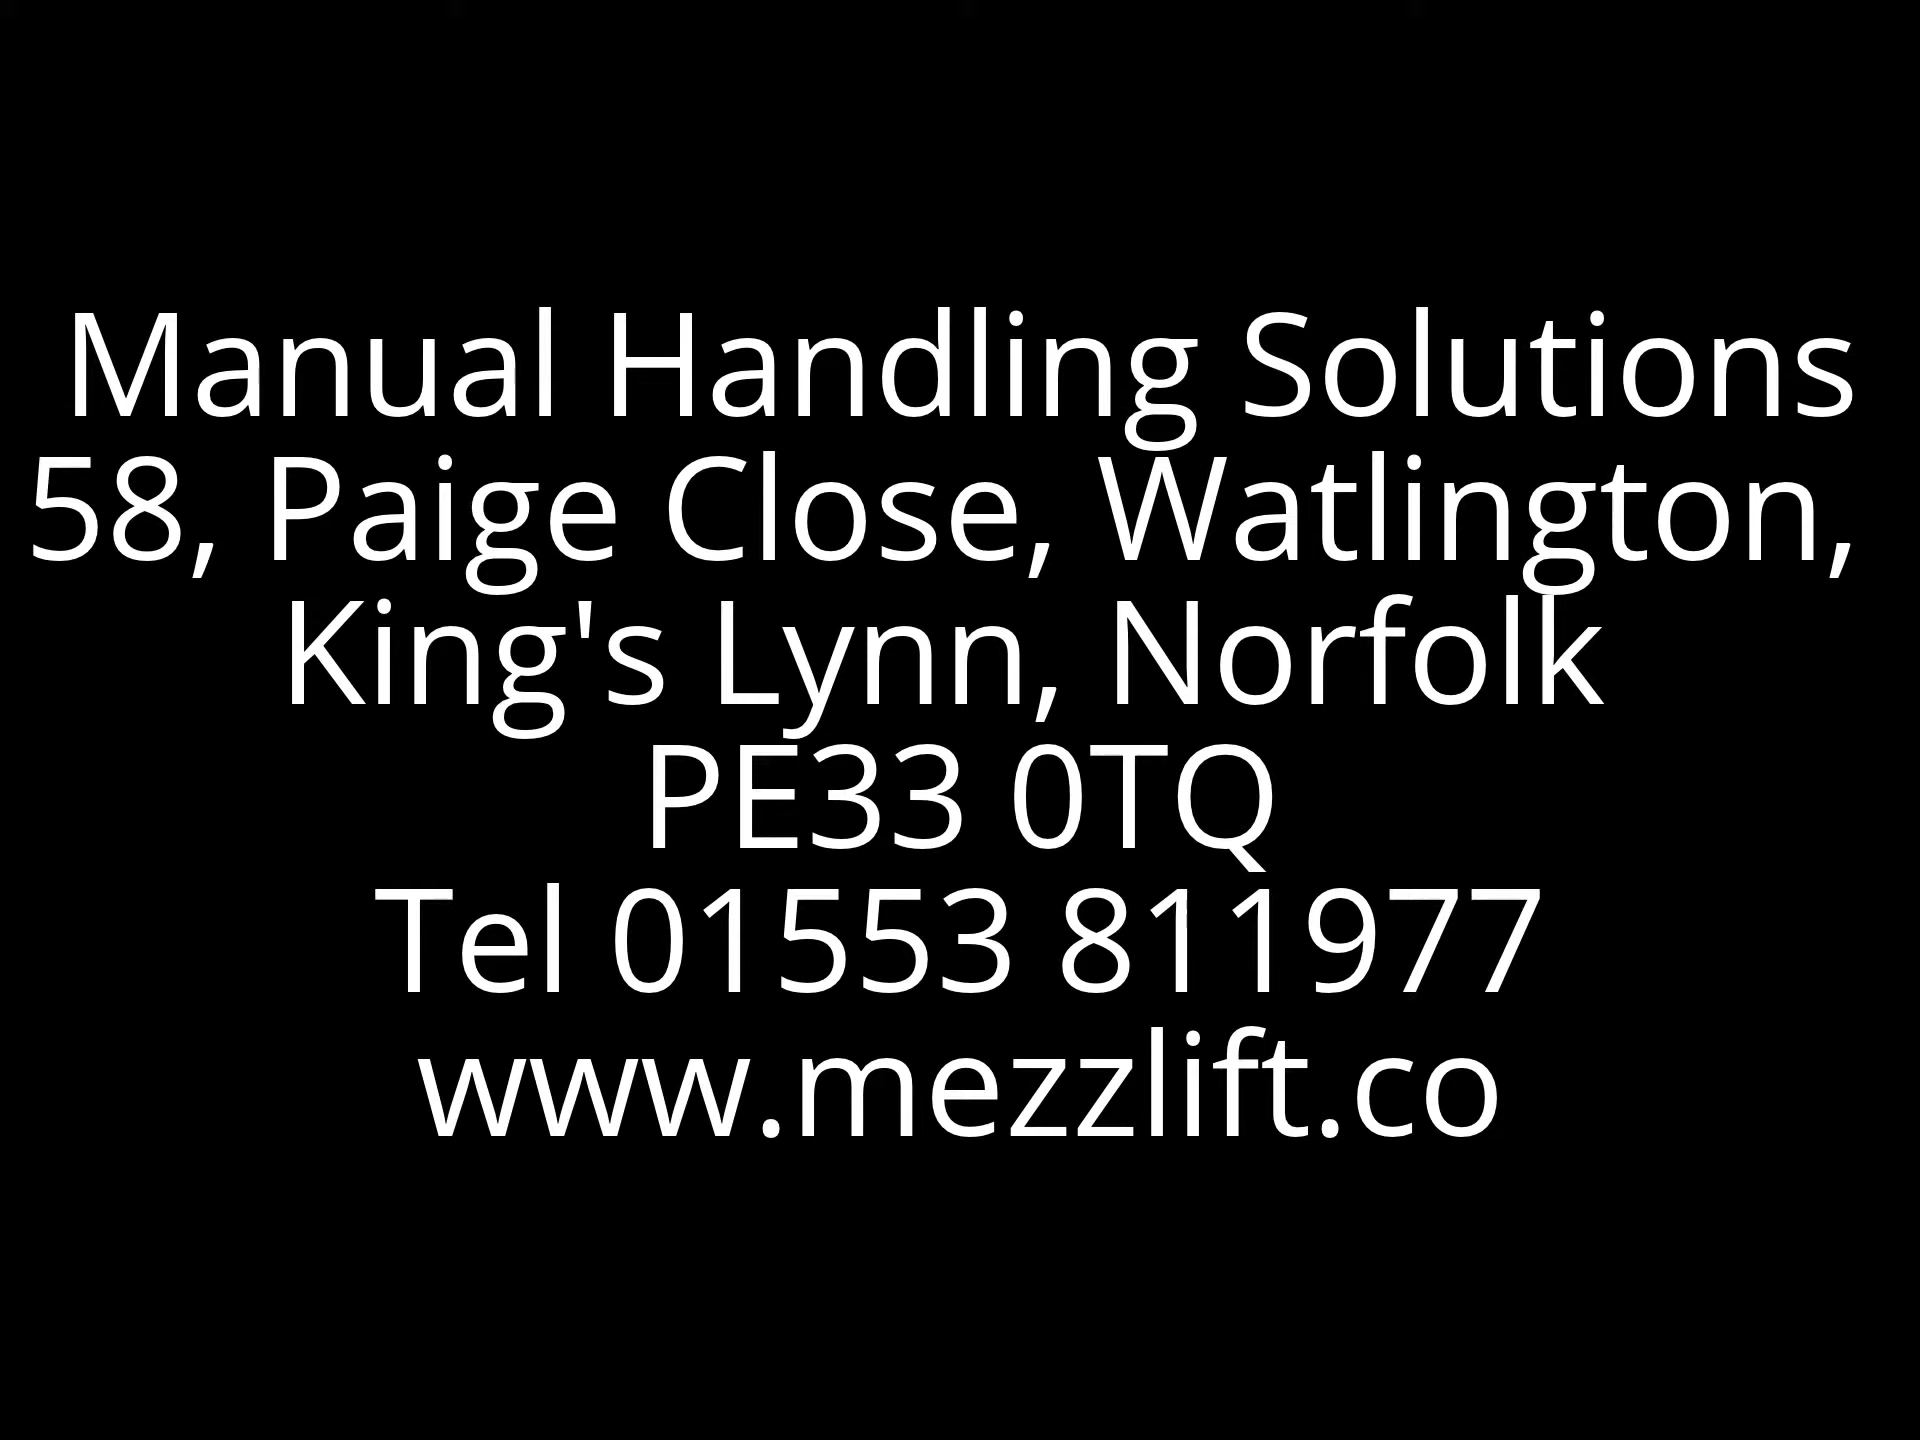 Manual Handling Solutions
58, Paige Close, Watlington,
King's Lynn, Norfolk
PE33 0TQ
Tel 01553 811977
www.mezzlift.co